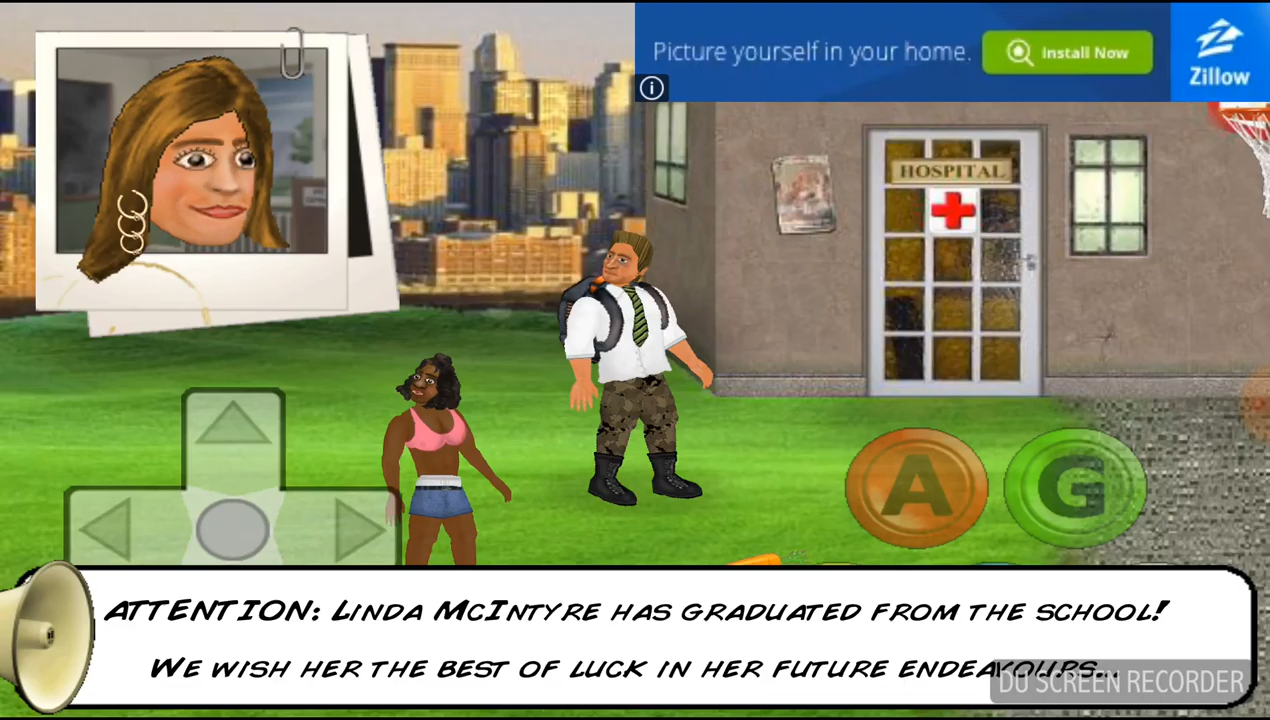 Picture yourself in your home.
Install Now
Zillow
HOSPITAL
A
G
ATTENTION: LINDA MCINTYRE HAS GRADUATED FROM THE SCHOOL!
WE WISH HER THE BEST OF LUCK IN HER FUTURE ENDEAVOURS...
DU SCREEN RECORDER